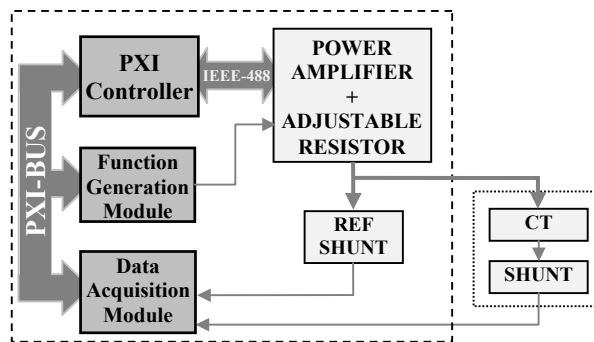 PXI-BUS
PXI
Controller
IEEE-488
POWER
AMPLIFIER
+
ADJUSTABLE
RESISTOR
Function
Generation
Module
REF
SHUNT
CT
SHUNT
Data
Acquisition
Module